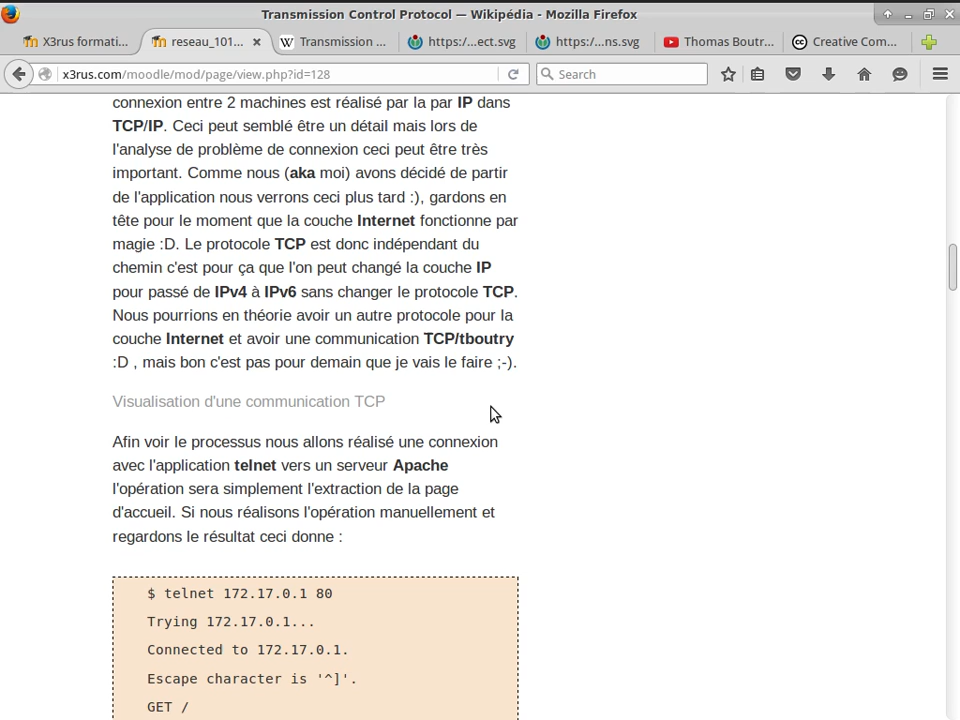 Transmission Control Protocol — Wikipédia - Mozilla Firefox
X3rus formati...
reseau_101...
Transmission ...
https:/...ect.svg
https:/...ns.svg
Thomas Boutr...
Creative Com...
x3rus.com/moodle/mod/page/view.php?id=128
Search
connexion entre 2 machines est réalisé par la par IP dans
TCP/IP. Ceci peut semblé être un détail mais lors de
l'analyse de problème de connexion ceci peut être très
important. Comme nous (aka moi) avons décidé de partir
de l'application nous verrons ceci plus tard :), gardons en
tête pour le moment que la couche Internet fonctionne par
magie :D. Le protocole TCP est donc indépendant du
chemin c'est pour ça que l'on peut changé la couche IP
pour passé de IPv4 à IPv6 sans changer le protocole TCP.
Nous pourrions en théorie avoir un autre protocole pour la
couche Internet et avoir une communication TCP/tboutry
:D , mais bon c'est pas pour demain que je vais le faire ;-).
Visualisation d'une communication TCP
Afin voir le processus nous allons réalisé une connexion
avec l'application telnet vers un serveur Apache
l'opération sera simplement l'extraction de la page
d'accueil. Si nous réalisons l'opération manuellement et
regardons le résultat ceci donne :
$ telnet 172.17.0.1 80
Trying 172.17.0.1...
Connected to 172.17.0.1.
Escape character is '^]'.
GET /